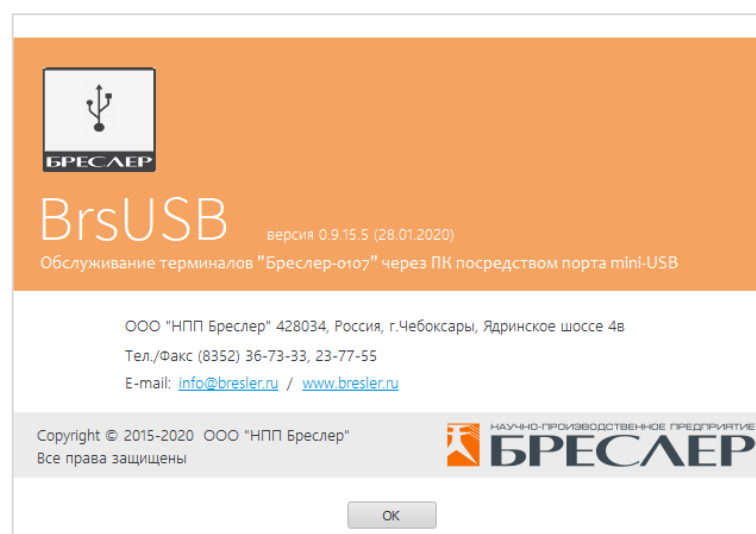 БРЕСЛЕР
BrsUSB версия 0.9.15.5 (28.01.2020)
Обслуживание терминалов "Бреслер-0107" через ПК посредством порта mini-USB
ООО "НПП Бреслер" 428034, Россия, г.Чебоксары, Ядринское шоссе 4в
Тел./Факс (8352) 36-73-33, 23-77-55
E-mail: info@bresler.ru / www.bresler.ru
Copyright © 2015-2020 ООО "НПП Бреслер"
Все права защищены
НАУЧНО-ПРОИЗВОДСТВЕННОЕ ПРЕДПРИЯТИЕ
БРЕСЛЕР
OK